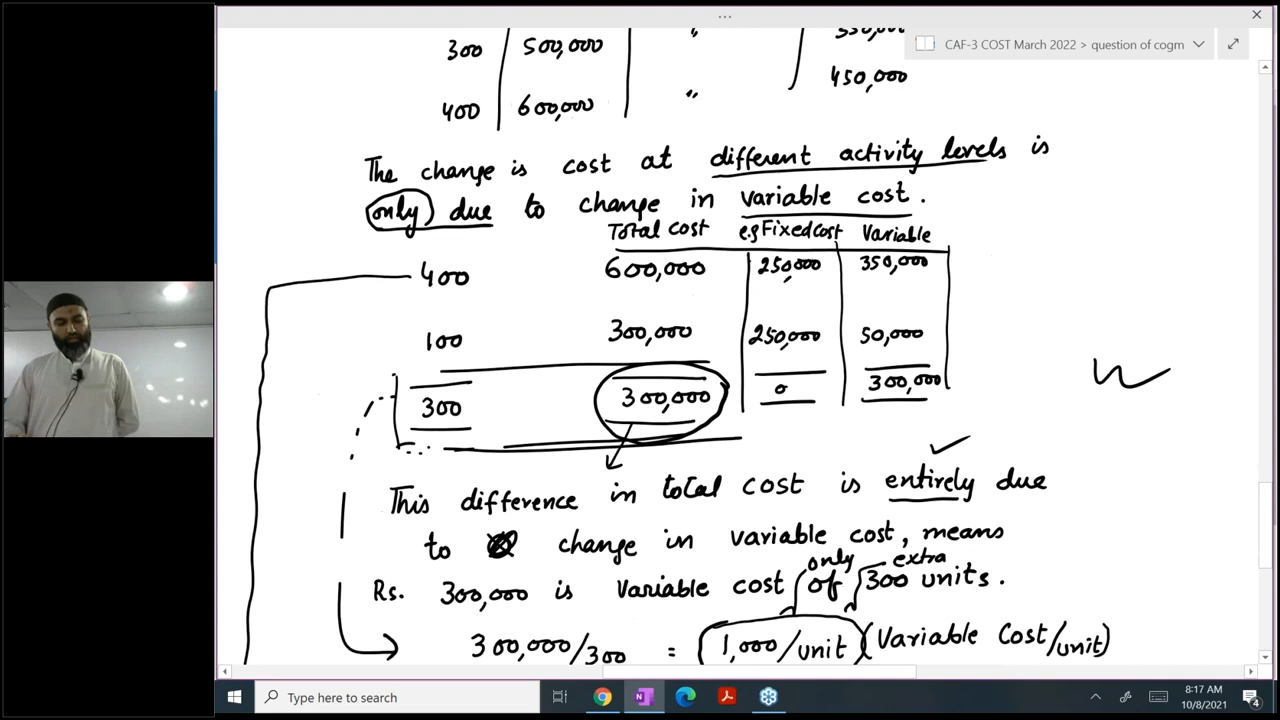 CAF-3 COST March 2022 > question of cogm
300 500,000 " 350,000
450,000
400 600,000 "
The change is cost at different activity levels is
only due to change in variable cost.
Total cost e.g Fixed cost Variable
400 600,000 250,000 350,000
100 300,000 250,000 50,000
300 300,000 0 300,000
This difference in total cost is entirely due
to change in variable cost, means
only extra
Rs. 300,000 is variable cost of 300 units.
300,000/300 = 1,000/unit (Variable Cost/unit)
Type here to search
8:17 AM
10/8/2021
4